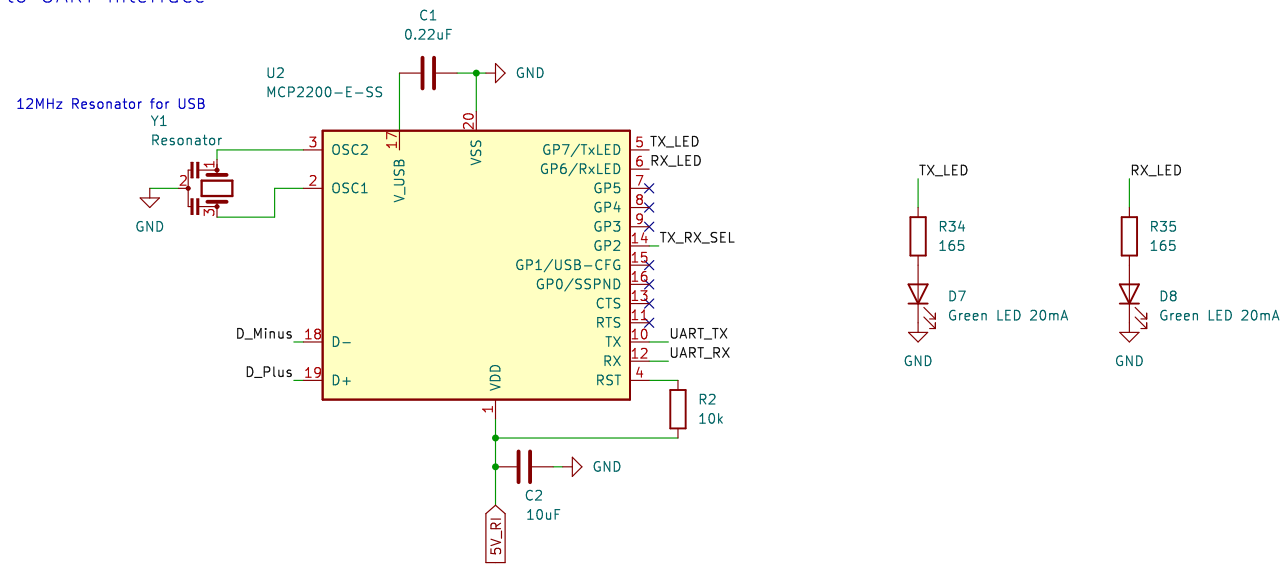 to UART Interface
C1
0.22uF
GND
U2
MCP2200-E-SS
12MHz Resonator for USB
Y1
Resonator
1
2
3
GND
3
OSC2
2
OSC1
17
V_USB
20
VSS
GP7/TxLED
5
TX_LED
GP6/RxLED
6
RX_LED
GP5
7
GP4
8
GP3
9
GP2
14
TX_RX_SEL
GP1/USB-CFG
15
GP0/SSPND
16
CTS
13
RTS
11
TX
10
UART_TX
RX
12
UART_RX
RST
4
D_Minus
18
D-
D_Plus
19
D+
VDD
1
R2
10k
GND
C2
10uF
5V_RI
TX_LED
R34
165
D7
Green LED 20mA
GND
RX_LED
R35
165
D8
Green LED 20mA
GND